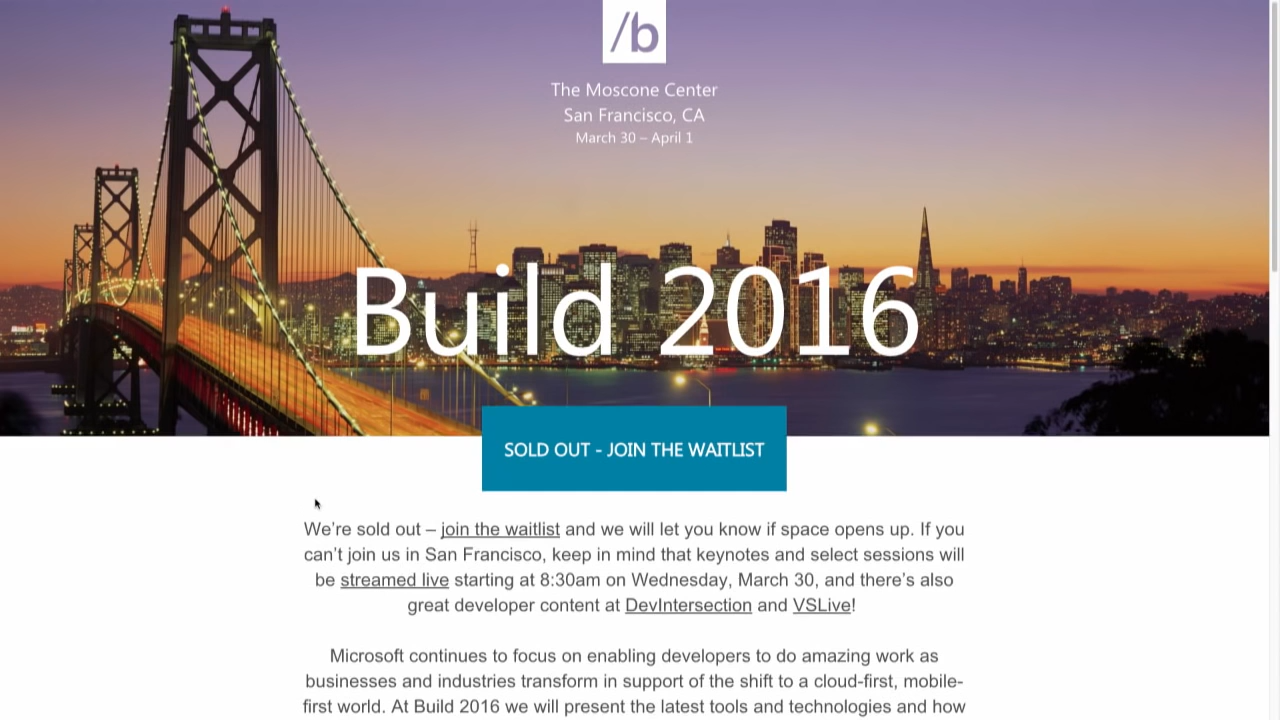 /b
The Moscone Center
San Francisco, CA
March 30 – April 1
Build 2016
SOLD OUT - JOIN THE WAITLIST
We're sold out – join the waitlist and we will let you know if space opens up. If you
can't join us in San Francisco, keep in mind that keynotes and select sessions will
be streamed live starting at 8:30am on Wednesday, March 30, and there's also
great developer content at DevIntersection and VSLive!
Microsoft continues to focus on enabling developers to do amazing work as
businesses and industries transform in support of the shift to a cloud-first, mobile-
first world. At Build 2016 we will present the latest tools and technologies and how